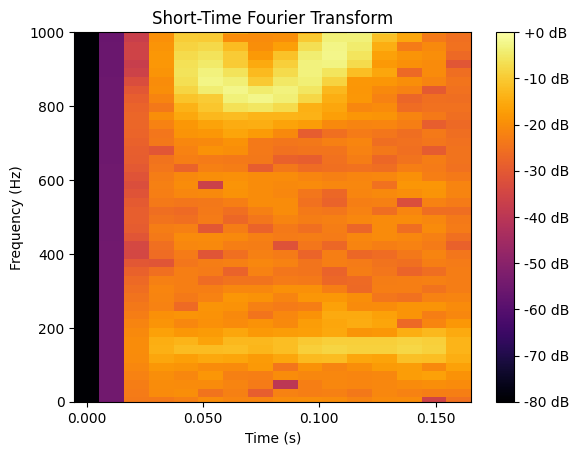 Short-Time Fourier Transform
1000
800
600
400
200
0
Frequency (Hz)
0.000
0.050
0.100
0.150
Time (s)
+0 dB
-10 dB
-20 dB
-30 dB
-40 dB
-50 dB
-60 dB
-70 dB
-80 dB